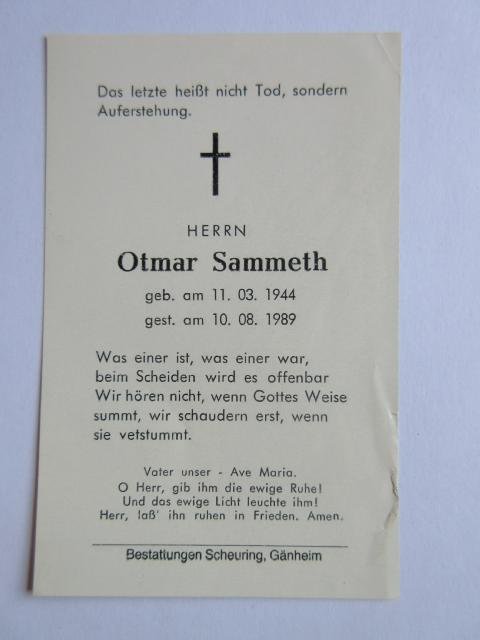 Das letzte heißt nicht Tod, sondern
Auferstehung.
HERRN
Otmar Sammeth
geb. am 11. 03. 1944
gest. am 10. 08. 1989
Was einer ist, was einer war,
beim Scheiden wird es offenbar
Wir hören nicht, wenn Gottes Weise
summt, wir schaudern erst, wenn
sie vetstummt.
Vater unser - Ave Maria.
O Herr, gib ihm die ewige Ruhe!
Und das ewige Licht leuchte ihm!
Herr, laß' ihn ruhen in Frieden. Amen.
Bestattungen Scheuring, Gänheim